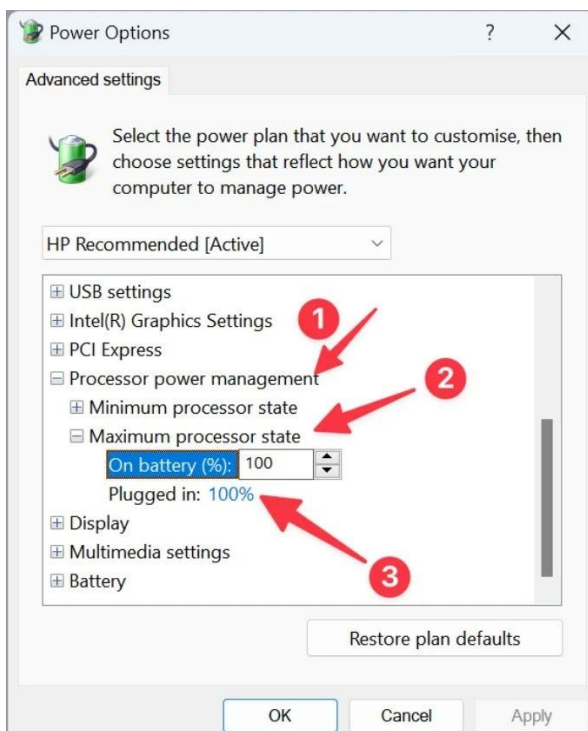 Power Options
?
Advanced settings
Select the power plan that you want to customise, then
choose settings that reflect how you want your
computer to manage power.
HP Recommended [Active]
USB settings
Intel(R) Graphics Settings
1
PCI Express
Processor power management
2
Minimum processor state
Maximum processor state
On battery (%): 100
Plugged in: 100%
Display
Multimedia settings
3
Battery
Restore plan defaults
OK Cancel Apply